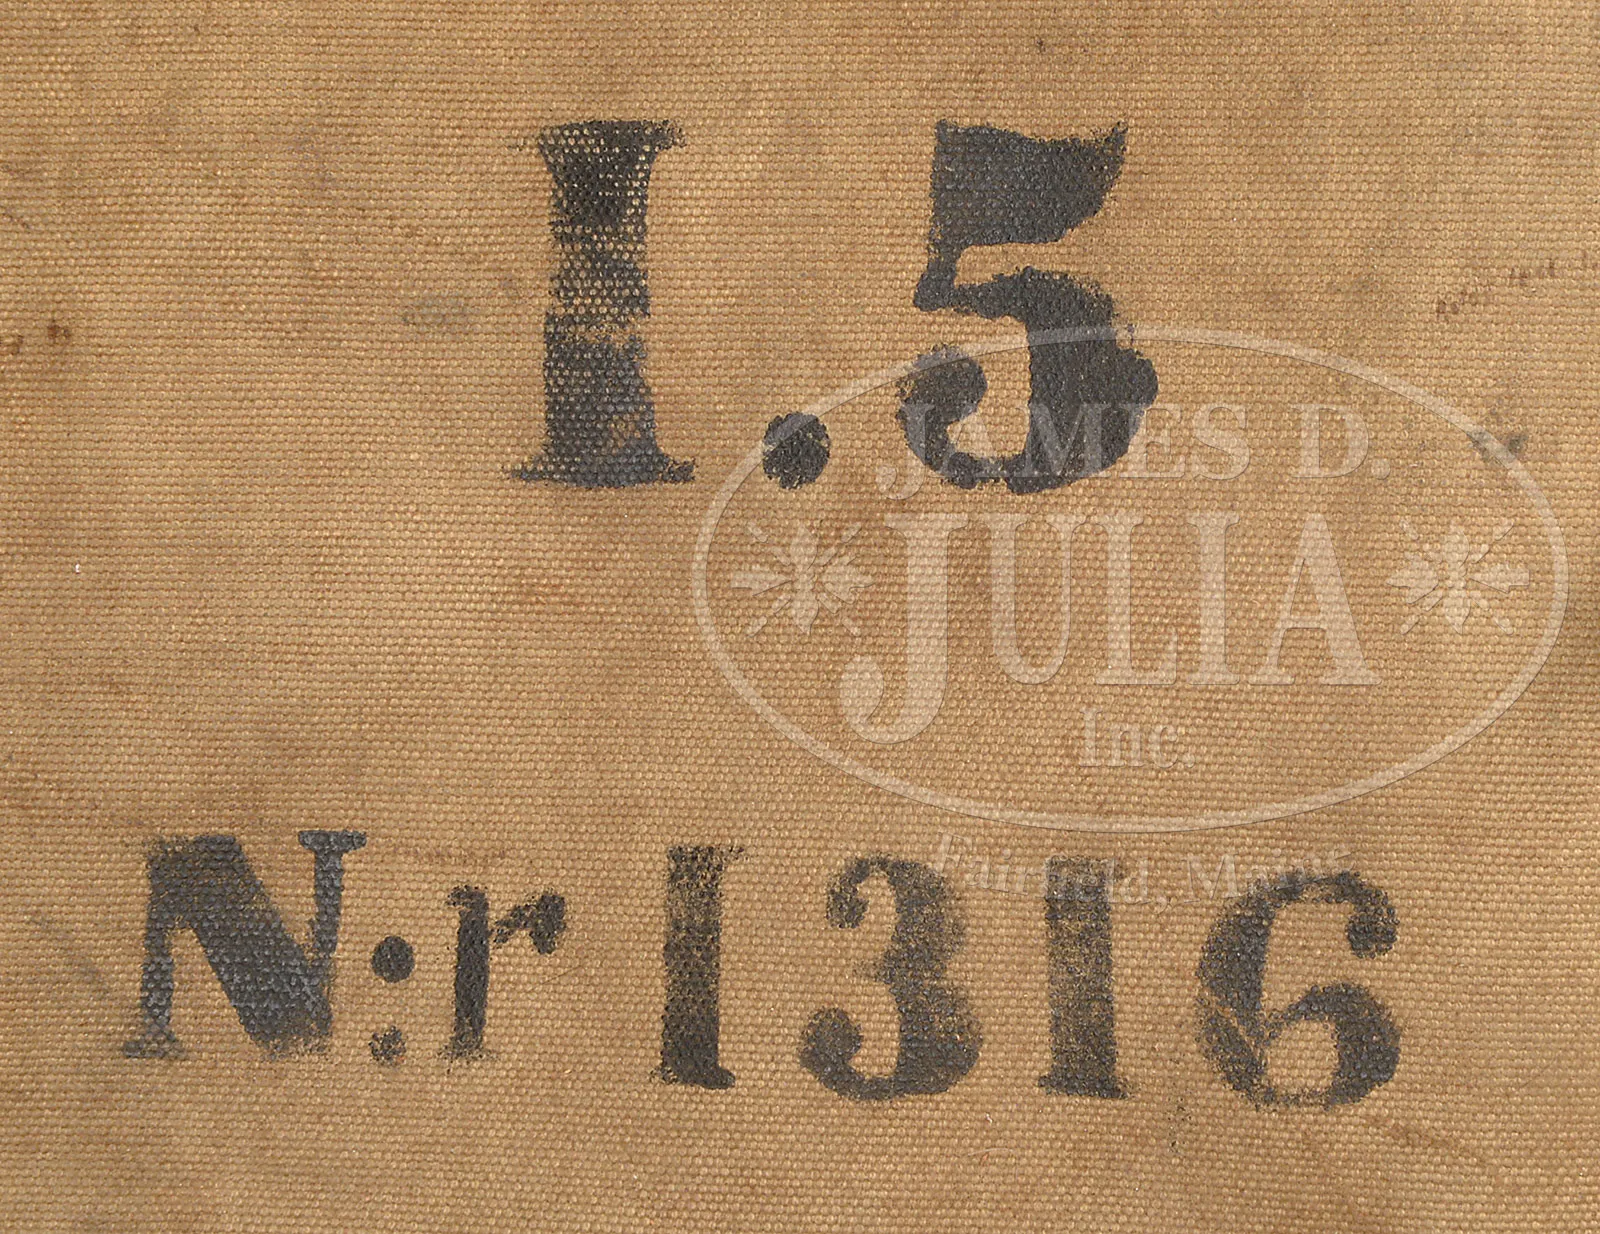 I.5
JAMES D.
JULIA
Inc.
Fairfield, Maine
N:r 1316